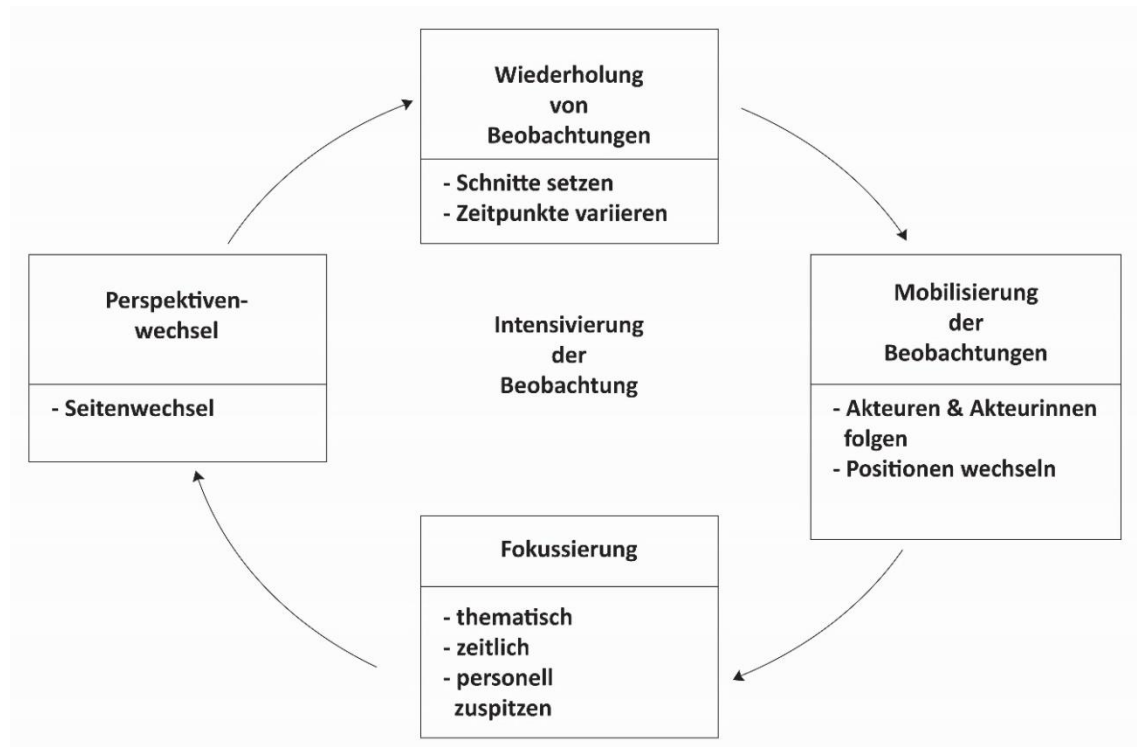 Wiederholung
von
Beobachtungen
- Schnitte setzen
- Zeitpunkte variieren
Perspektiven-
wechsel
- Seitenwechsel
Intensivierung
der
Beobachtung
Mobilisierung
der
Beobachtungen
- Akteuren & Akteurinnen
folgen
- Positionen wechseln
Fokussierung
- thematisch
- zeitlich
- personell
zuspitzen